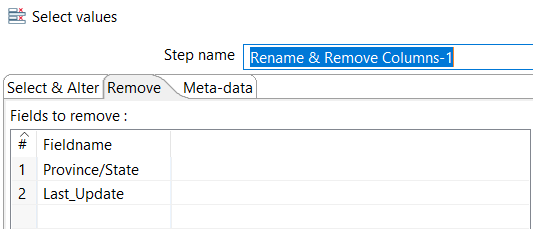 Select values
Step name Rename & Remove Columns-1
Select & Alter Remove Meta-data
Fields to remove :
# Fieldname
1 Province/State
2 Last_Update